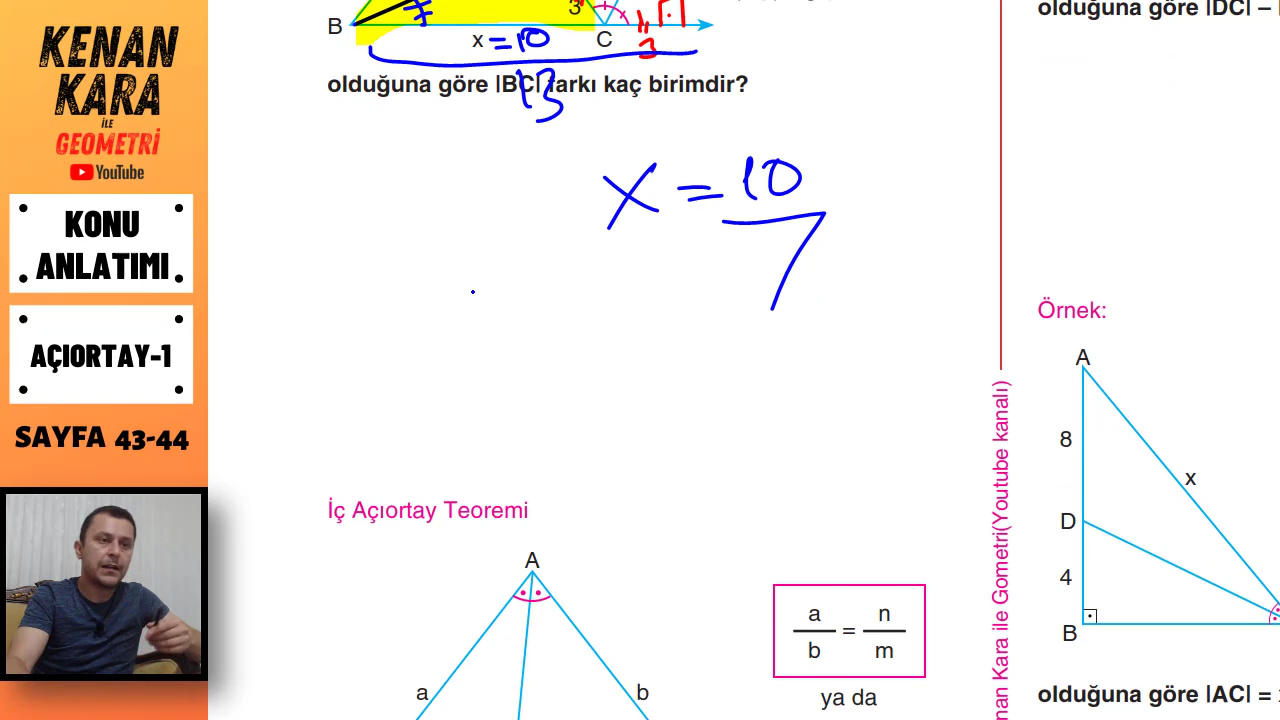 KENAN
KARA
İLE
GEOMETRİ
YouTube
KONU
ANLATIMI
AÇIORTAY-1
SAYFA 43-44
3
B
x
= 10
C
3
13
olduğuna göre |BC| farkı kaç birimdir?
x = 10
İç Açıortay Teoremi
A
a
b
a
b
=
n
m
ya da
nan Kara ile Gometri(Youtube kanalı)
olduğuna göre |DC| –
Örnek:
A
8
x
D
4
B
olduğuna göre |AC| =